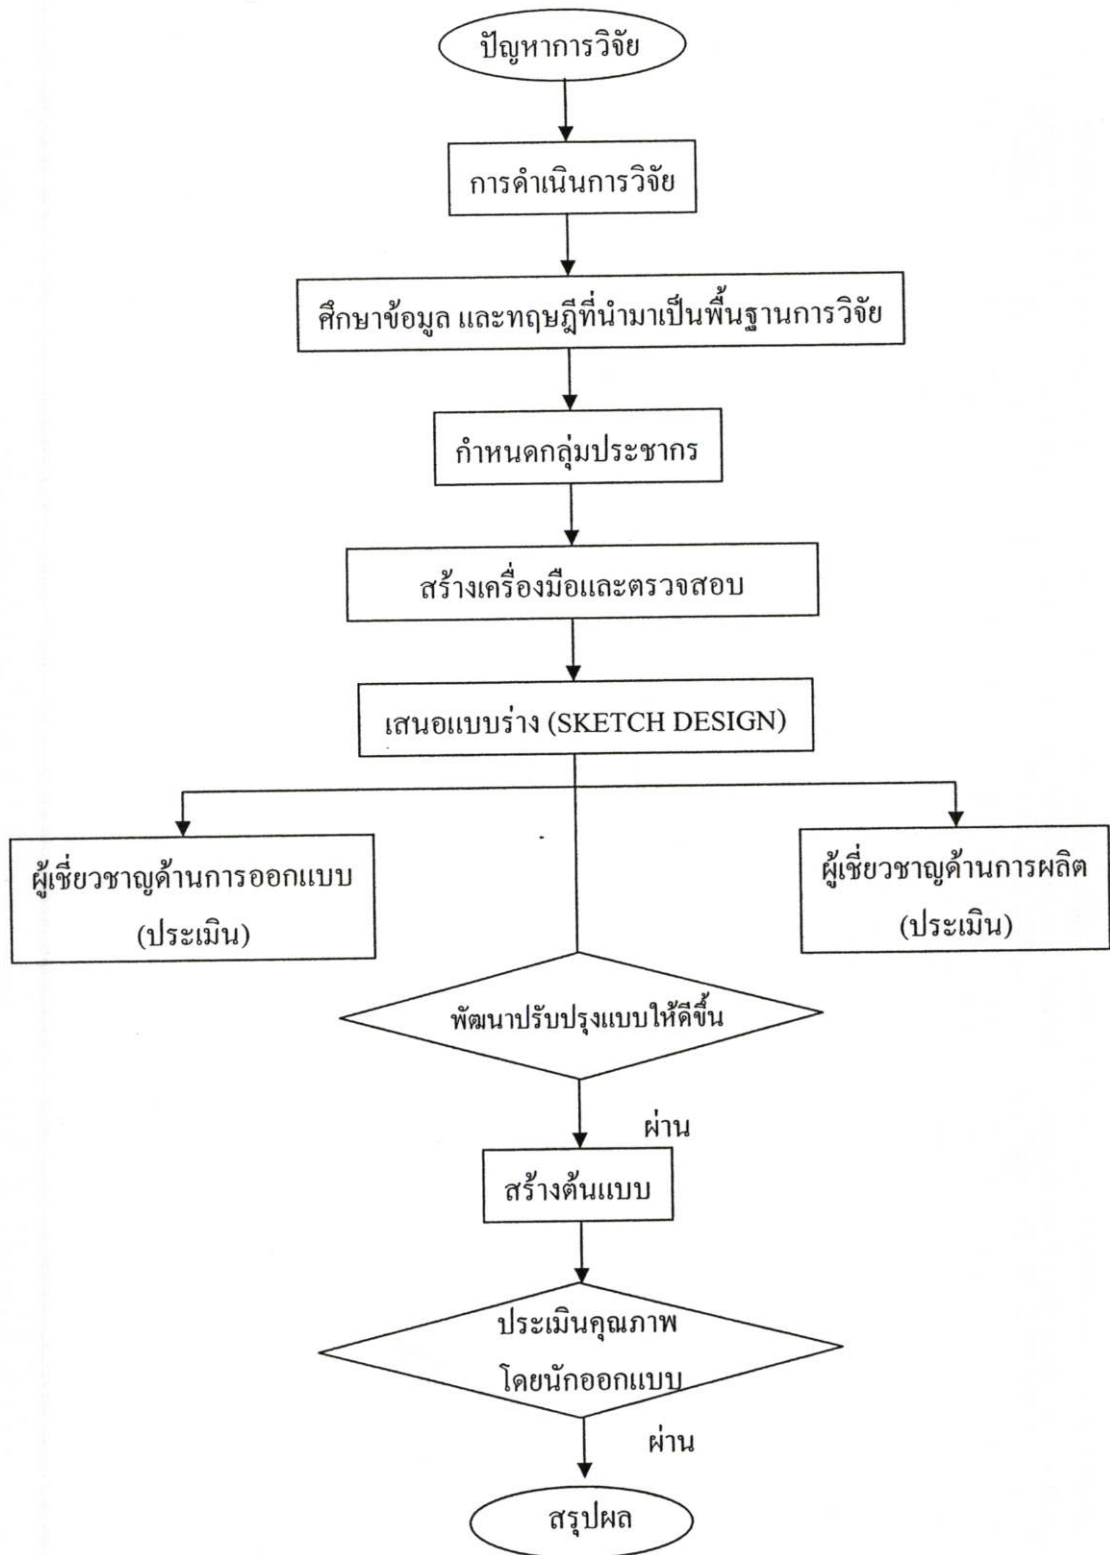 ปัญหาการวิจัย
การดำเนินการวิจัย
ศึกษาข้อมูล และทฤษฎีที่นำมาเป็นพื้นฐานการวิจัย
กำหนดกลุ่มประชากร
สร้างเครื่องมือและตรวจสอบ
เสนอแบบร่าง (SKETCH DESIGN)
ผู้เชี่ยวชาญด้านการออกแบบ
(ประเมิน)
ผู้เชี่ยวชาญด้านการผลิต
(ประเมิน)
พัฒนาปรับปรุงแบบให้ดีขึ้น
ผ่าน
สร้างต้นแบบ
ประเมินคุณภาพ
โดยนักออกแบบ
ผ่าน
สรุปผล